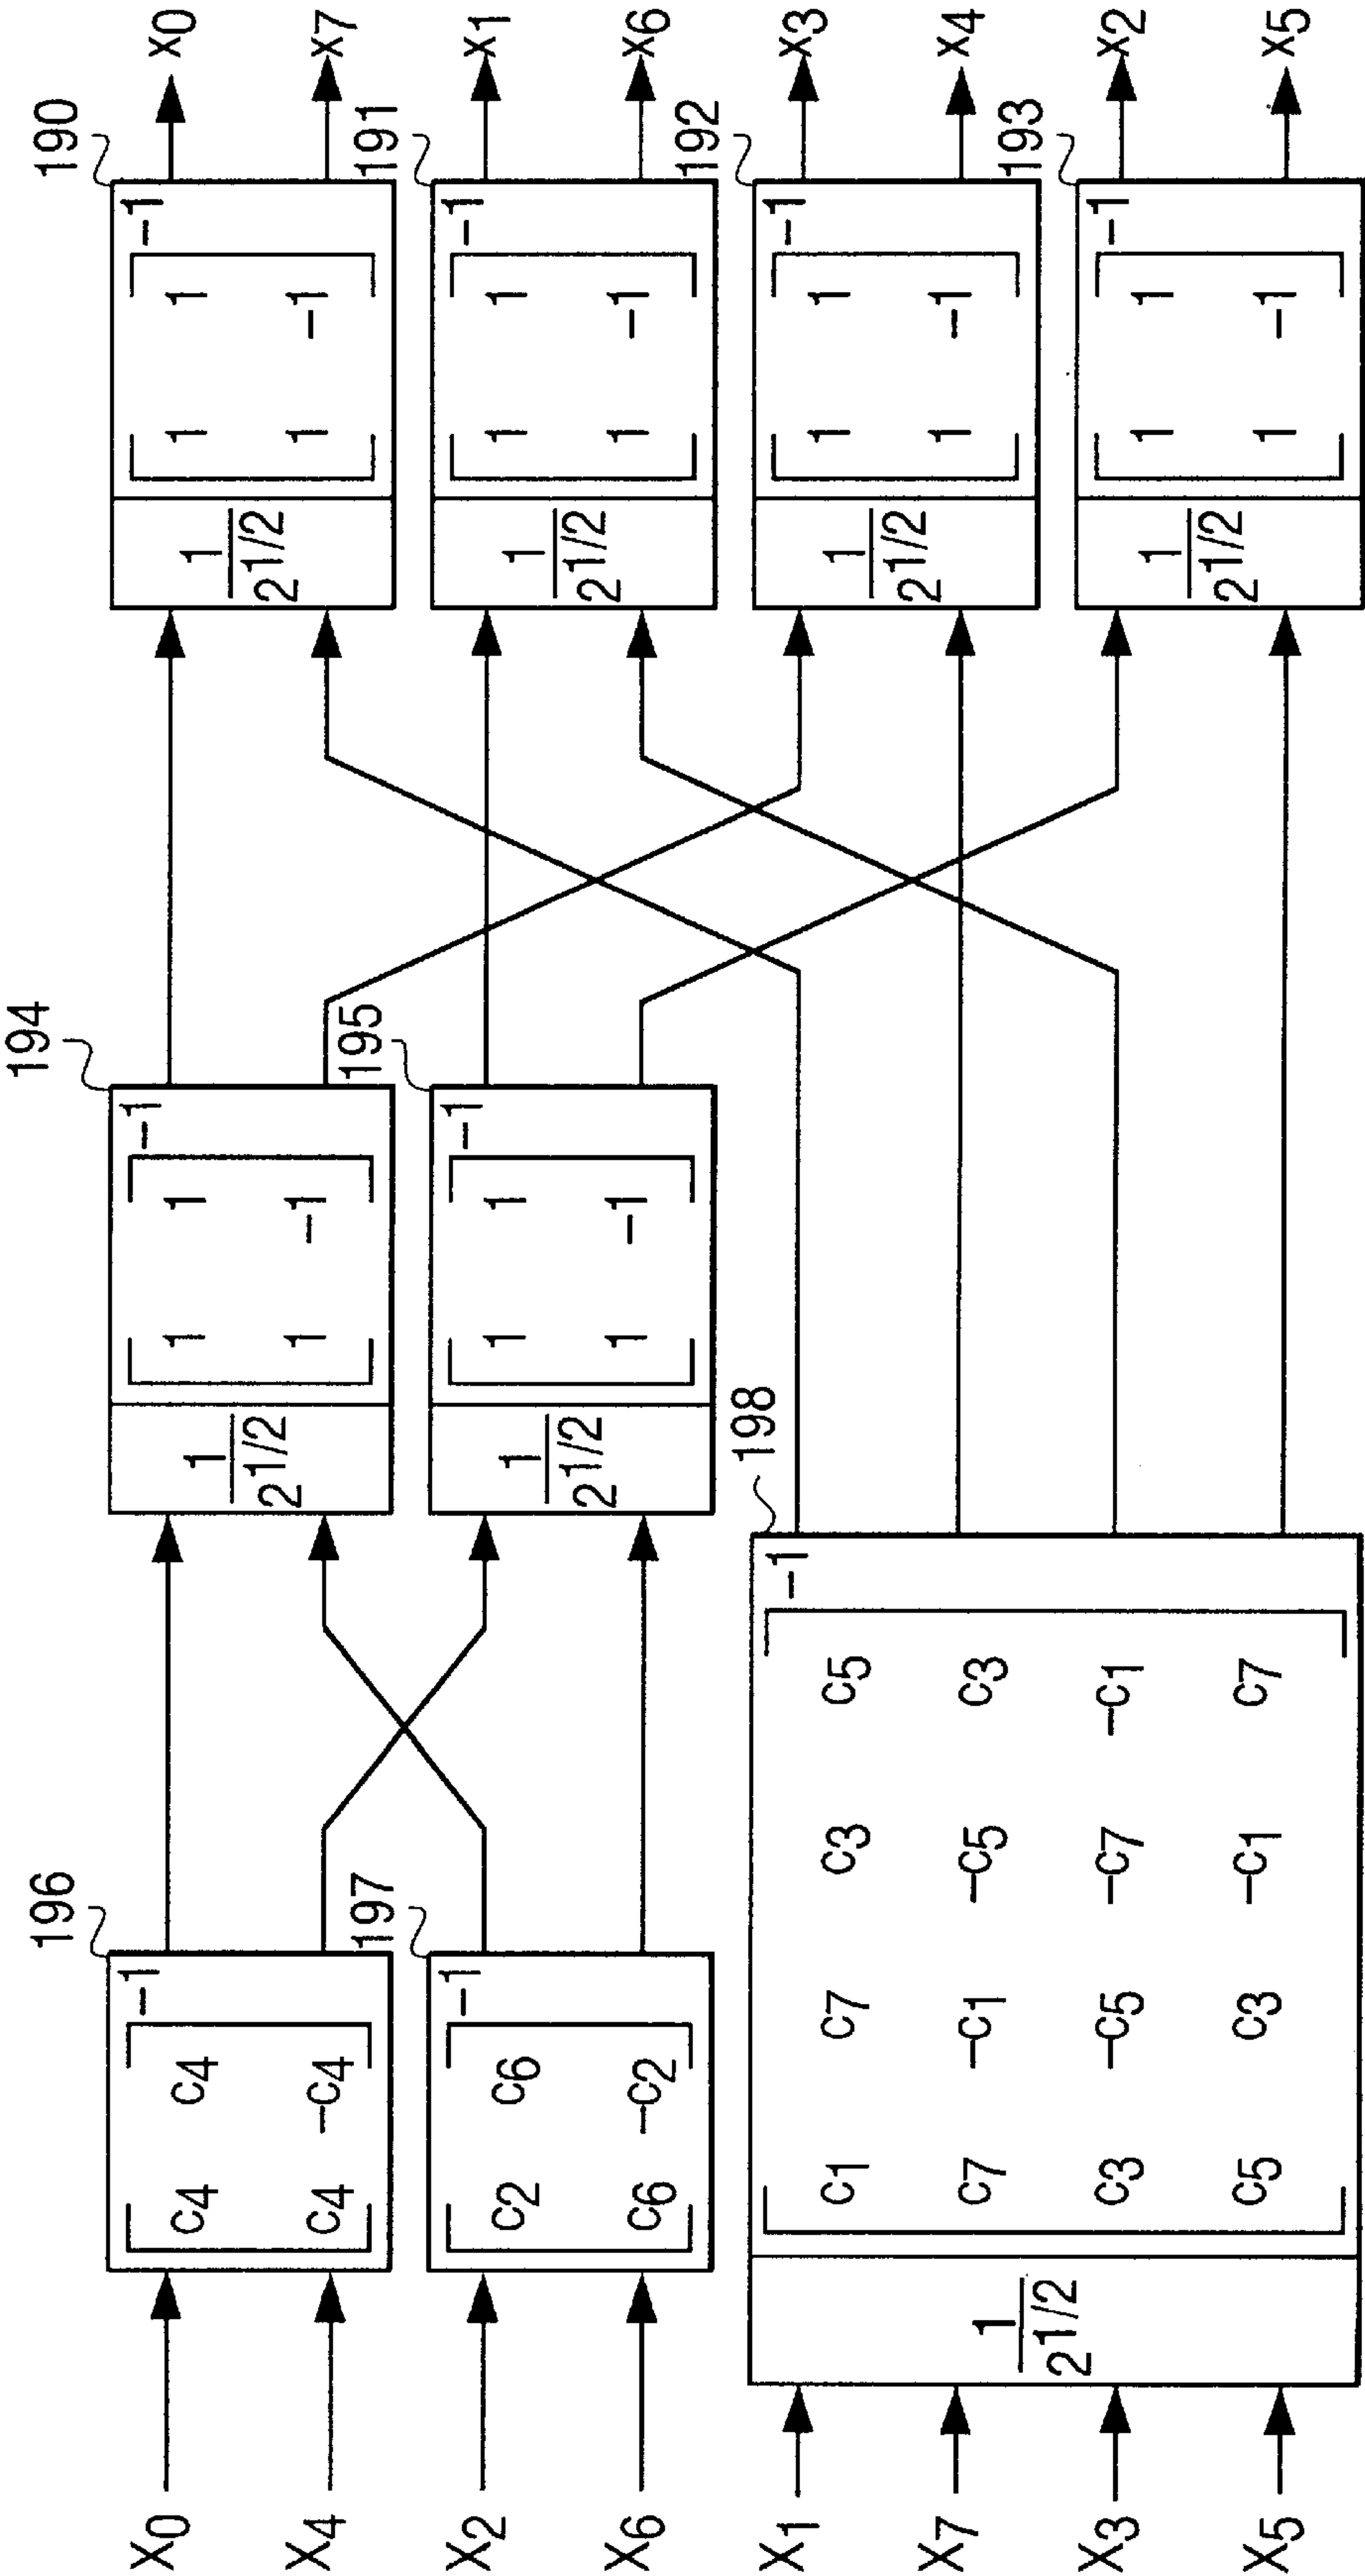 196
194
190
X0
C4 C4 -1
C4 -C4
1/2^1/2
1 1 -1
1 -1
1/2^1/2
1 1 -1
1 -1
x0
X4
x7
197
195
191
X2
C2 C6 -1
C6 -C2
1/2^1/2
1 1 -1
1 -1
1/2^1/2
1 1 -1
1 -1
x1
X6
x6
198
192
X1
1/2^1/2
C1 C7 C3 C5 -1
C7 -C1 -C5 C3
C3 -C5 -C7 -C1
C5 C3 -C1 C7
1/2^1/2
1 1 -1
1 -1
x3
X7
x4
193
X3
1/2^1/2
1 1 -1
1 -1
x2
X5
x5